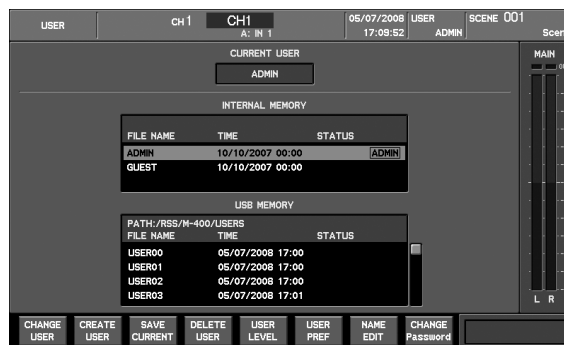 USER CH 1 CH1 05/07/2008 USER SCENE 001
A: IN 1 17:09:52 ADMIN Scen
CURRENT USER MAIN
ADMIN
INTERNAL MEMORY
FILE NAME TIME STATUS
ADMIN 10/10/2007 00:00 ADMIN
GUEST 10/10/2007 00:00
USB MEMORY
PATH:/RSS/M-400/USERS
FILE NAME TIME STATUS
USER00 05/07/2008 17:00
USER01 05/07/2008 17:00
USER02 05/07/2008 17:00
USER03 05/07/2008 17:01
L R
CHANGE CREATE SAVE DELETE USER USER NAME CHANGE
USER USER CURRENT USER LEVEL PREF EDIT Password